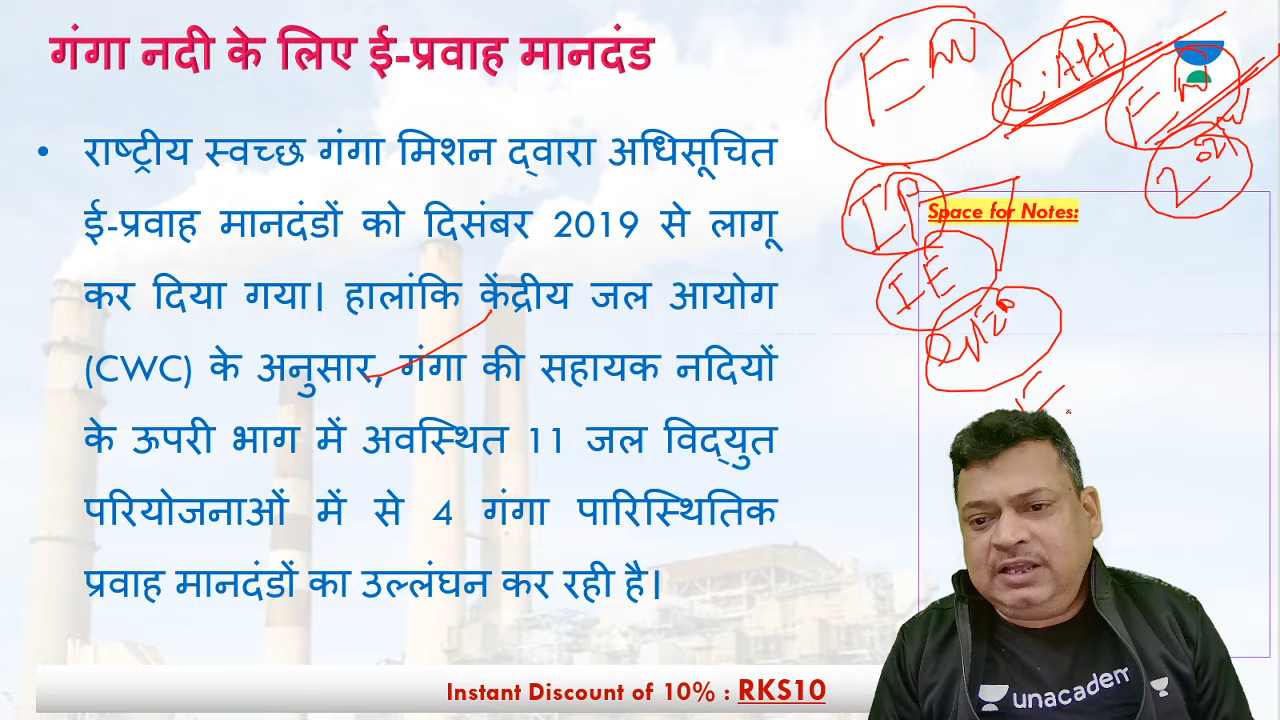 गंगा नदी के लिए ई-प्रवाह मानदंड
• राष्ट्रीय स्वच्छ गंगा मिशन द्वारा अधिसूचित
ई-प्रवाह मानदंडों को दिसंबर 2019 से लागू
कर दिया गया। हालांकि केंद्रीय जल आयोग
(CWC) के अनुसार, गंगा की सहायक नदियों
के ऊपरी भाग में अवस्थित 11 जल विद्युत
परियोजनाओं में से 4 गंगा पारिस्थितिक
प्रवाह मानदंडों का उल्लंघन कर रही है।
Space for Notes:
IE
Instant Discount of 10% : RKS10
unacadem